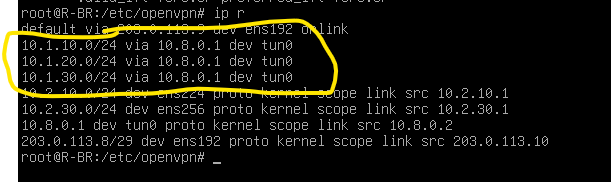 root@R-BR:/etc/openvpn# ip r
default via 203.0.113.9 dev ens192 onlink
10.1.10.0/24 via 10.8.0.1 dev tun0
10.1.20.0/24 via 10.8.0.1 dev tun0
10.1.30.0/24 via 10.8.0.1 dev tun0
10.2.10.0/24 dev ens224 proto kernel scope link src 10.2.10.1
10.2.30.0/24 dev ens256 proto kernel scope link src 10.2.30.1
10.8.0.1 dev tun0 proto kernel scope link src 10.8.0.2
203.0.113.8/29 dev ens192 proto kernel scope link src 203.0.113.10
root@R-BR:/etc/openvpn# _